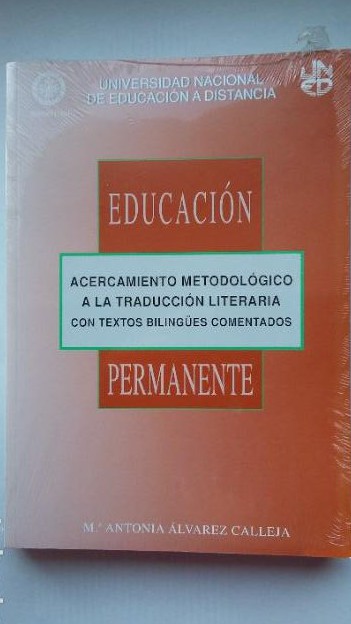 UNIVERSIDAD NACIONAL
DE EDUCACIÓN A DISTANCIA
UNED
EDUCACIÓN
ACERCAMIENTO METODOLÓGICO
A LA TRADUCCIÓN LITERARIA
CON TEXTOS BILINGÜES COMENTADOS
PERMANENTE
M.ª ANTONIA ÁLVAREZ CALLEJA